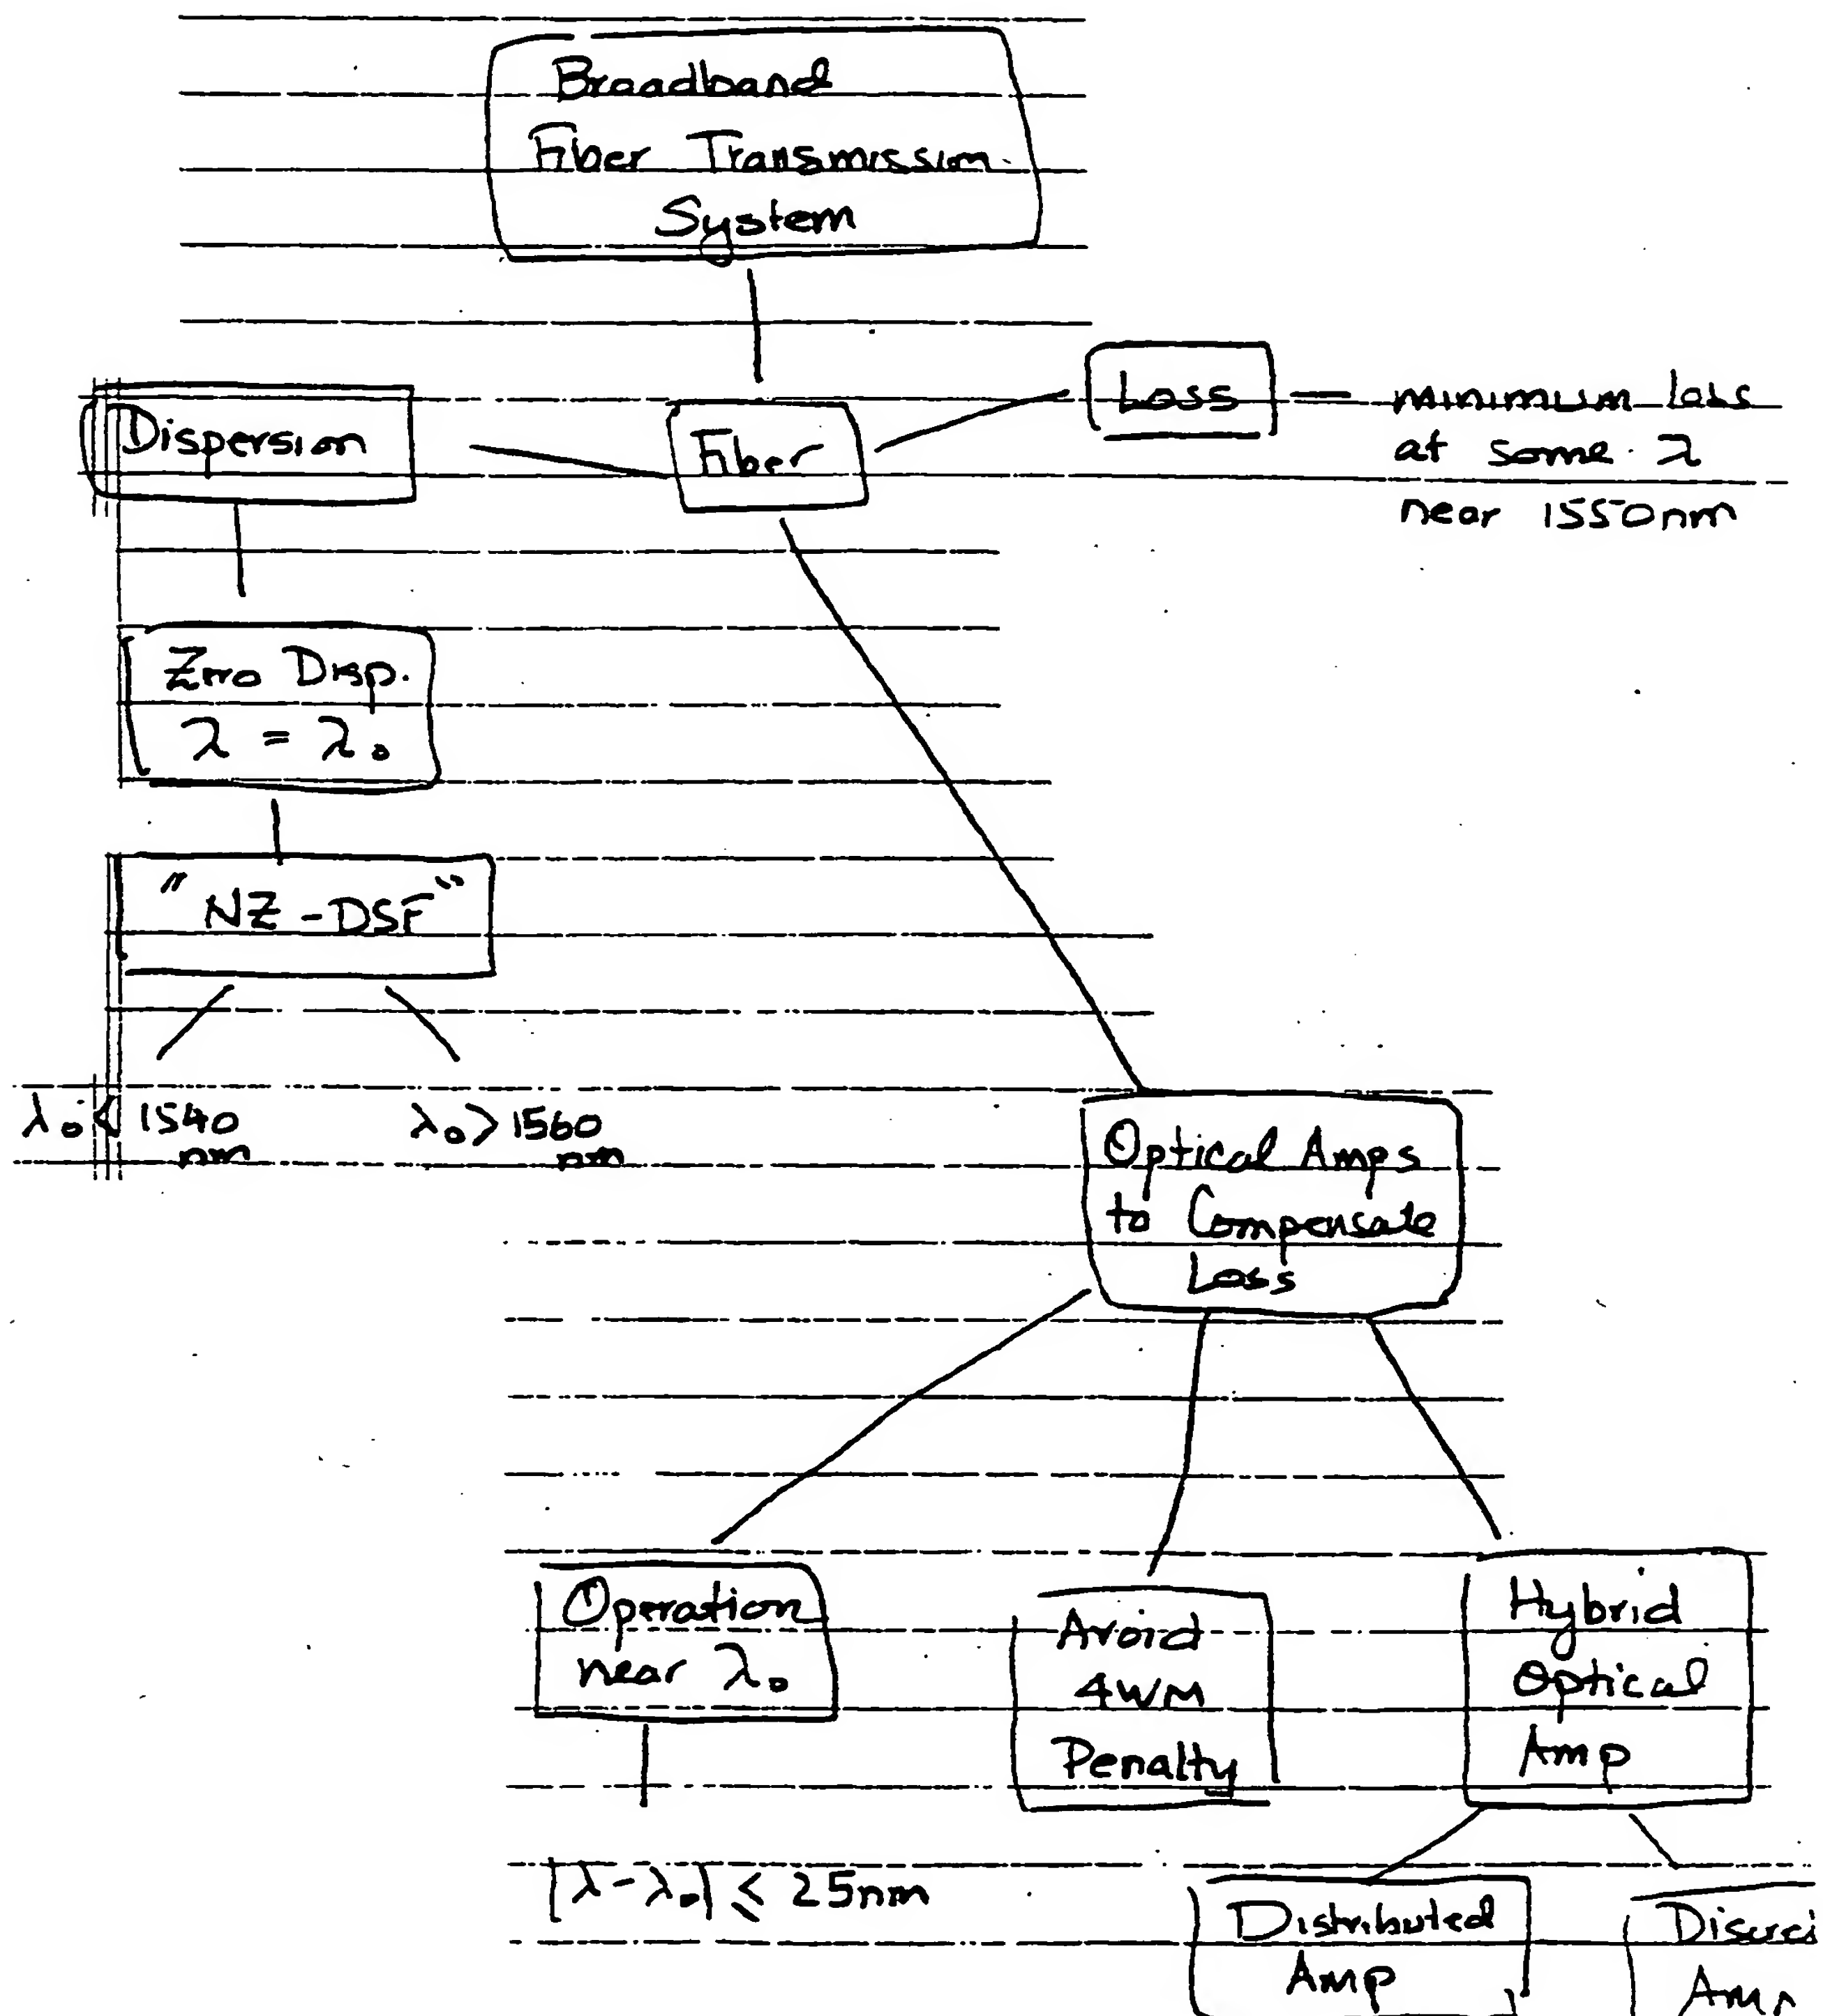 Broadband
Fiber Transmission
System
Dispersion
Fiber
Loss — minimum loss
at some λ
near 1550nm
Zero Disp.
λ = λ₀
"NZ-DSF"
λ₀ < 1540
nm
λ₀ > 1560
nm
Optical Amps
to Compensate
Loss
Operation
near λ₀
Avoid
4WM
Penalty
Hybrid
Optical
Amp
|λ-λ₀| ≤ 25nm
Distributed
Amp